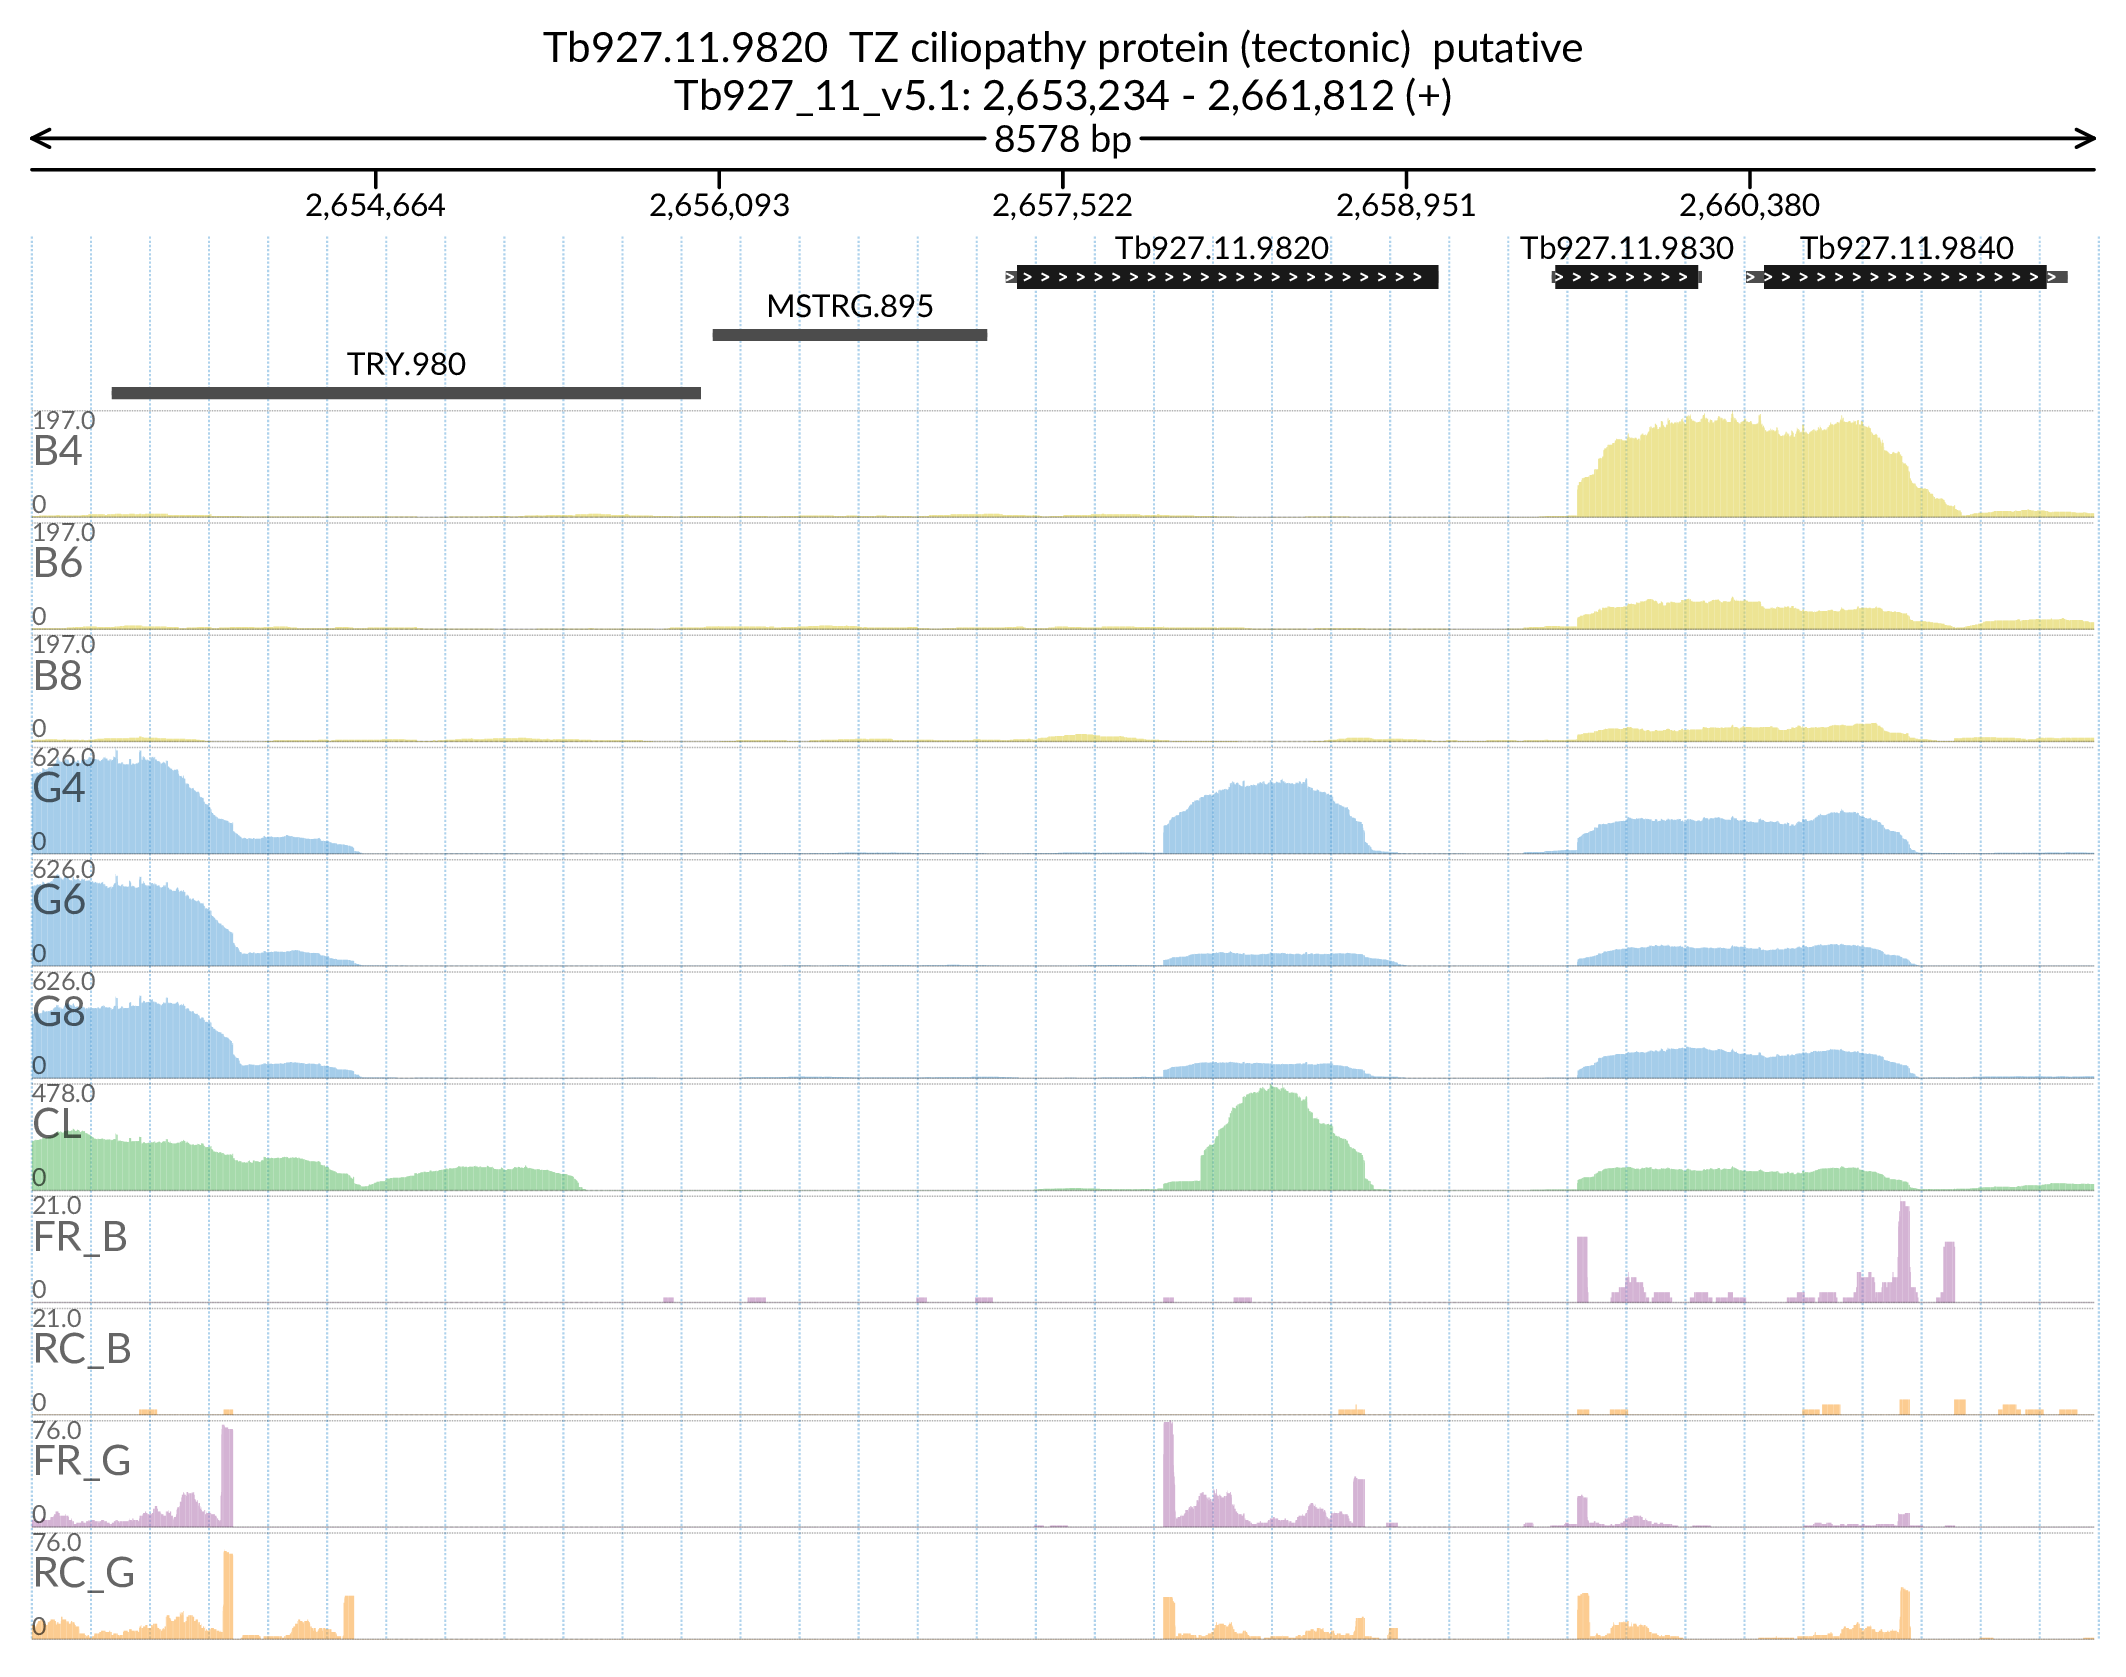 Tb927.11.9820  TZ ciliopathy protein (tectonic)  putative
Tb927_11_v5.1: 2,653,234 - 2,661,812 (+)
8578 bp
2,654,664 2,656,093 2,657,522 2,658,951 2,660,380
Tb927.11.9820 Tb927.11.9830 Tb927.11.9840
MSTRG.895
TRY.980
197.0
B4
0
197.0
B6
0
197.0
B8
0
626.0
G4
0
626.0
G6
0
626.0
G8
0
478.0
CL
0
21.0
FR_B
0
21.0
RC_B
0
76.0
FR_G
0
76.0
RC_G
0